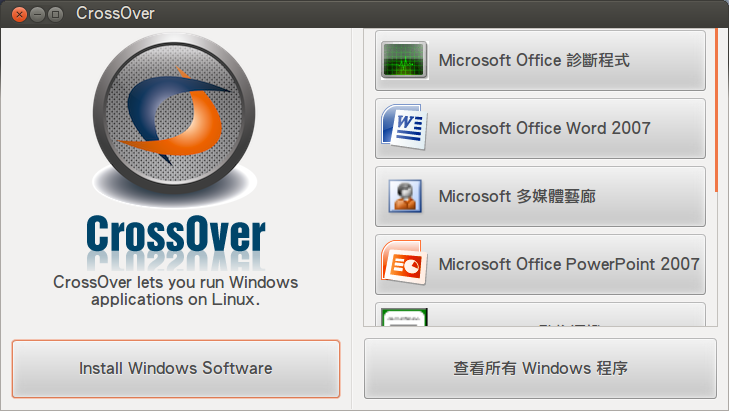 CrossOver
CrossOver
CrossOver lets you run Windows
applications on Linux.
Install Windows Software
Microsoft Office 診斷程式
Microsoft Office Word 2007
Microsoft 多媒體藝廊
Microsoft Office PowerPoint 2007
查看所有 Windows 程序